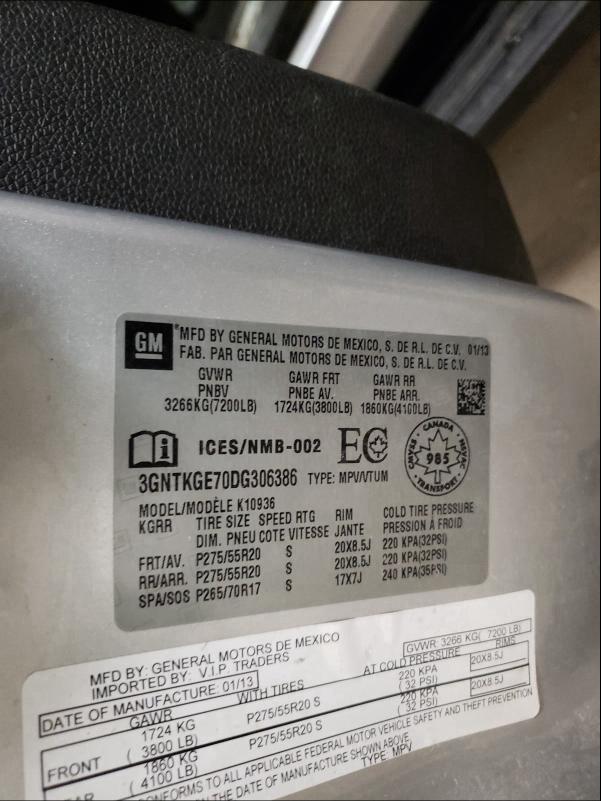 GM
MFD BY GENERAL MOTORS DE MEXICO, S. DE R.L. DE C.V. 01/13
FAB. PAR GENERAL MOTORS DE MEXICO, S. DE R.L. DE C.V.
GVWR GAWR FRT GAWR RR
PNBV PNBE AV. PNBE ARR.
3266KG(7200LB) 1724KG(3800LB) 1860KG(4100LB)
i ICES/NMB-002 EC CANADA 985 MVAC NSVAC
3GNTKGE70DG306386 TYPE: MPV/VTUM
MODEL/MODÈLE K10936
KGRR TIRE SIZE SPEED RTG RIM COLD TIRE PRESSURE
DIM. PNEU COTE VITESSE JANTE PRESSION À FROID
FRT/AV. P275/55R20 S 20X8.5J 220 KPA(32PSI)
RR/ARR. P275/55R20 S 20X8.5J 220 KPA(32PSI)
SPA/SOS P265/70R17 S 17X7J 240 KPA(35PSI)
MFD BY: GENERAL MOTORS DE MEXICO
IMPORTED BY: V.I.P. TRADERS GVWR: 3266 KG ( 7200 LB)
DATE OF MANUFACTURE: 01/13 AT COLD PRESSURE RIMS
GAWR WITH TIRES
FRONT 1724 KG ( 3800 LB) P275/55R20 S 220 KPA ( 32 PSI) 20X8.5J
1860 KG ( 4100 LB) P275/55R20 S 220 KPA ( 32 PSI) 20X8.5J
CONFORMS TO ALL APPLICABLE FEDERAL MOTOR VEHICLE SAFETY AND THEFT PREVENTION
THE DATE OF MANUFACTURE SHOWN ABOVE.
TYPE: MPV